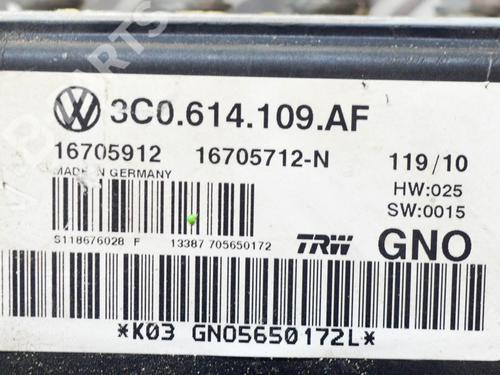 3C0.614.109.AF
16705912 16705712-N 119/10
MADE IN GERMANY HW:025
SW:0015
S118676028 F 13387 705650172 TRW GNO
*K03 GNO5650172L*